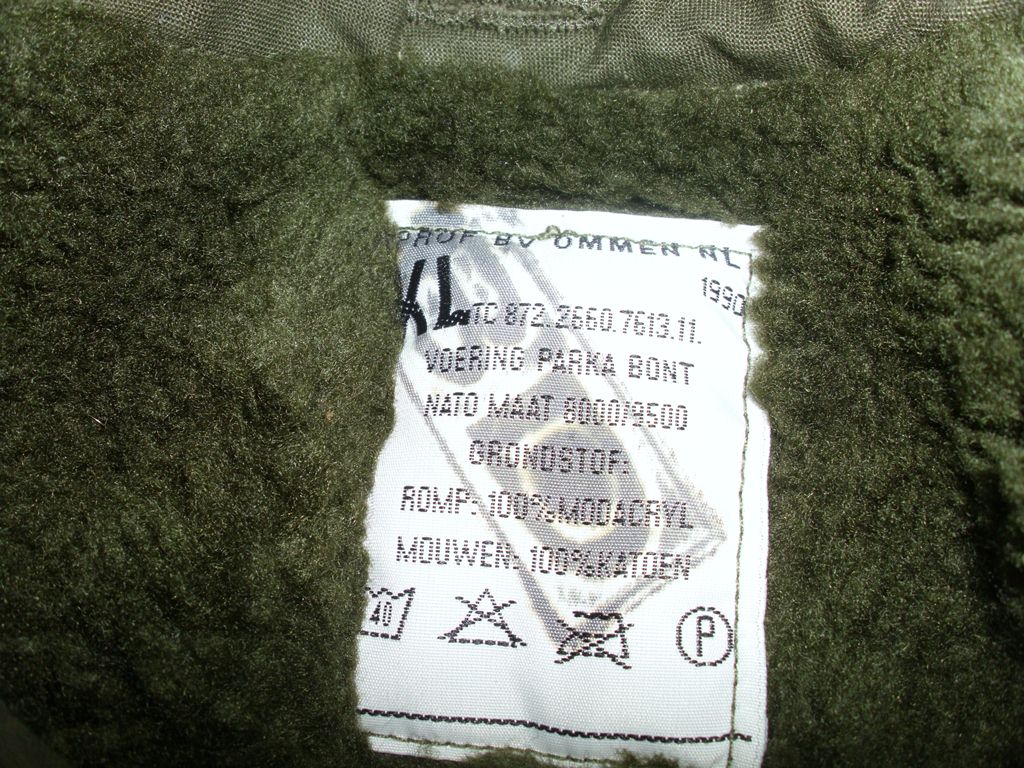 BV OMMEN NL
1990
XL
TC 872.2660.7613.11.
VOERING PARKA BONT
NATO MAAT 8000/9500
GRONDSTOF:
ROMP: 100% MODACRYL
MOUWEN: 100% KATOEN
40
P